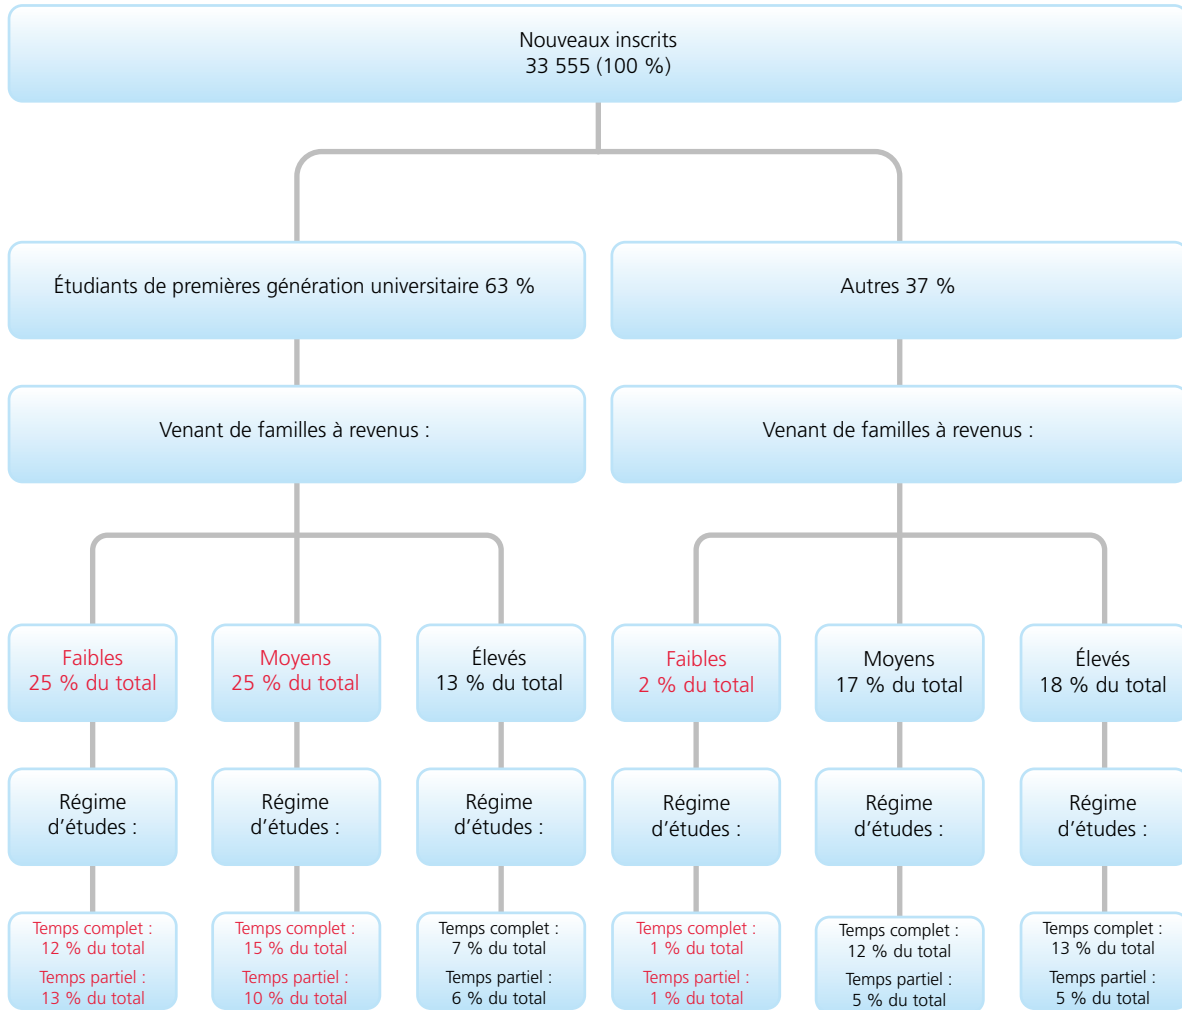 Nouveaux inscrits
33 555 (100 %)
Étudiants de premières génération universitaire 63 %
Autres 37 %
Venant de familles à revenus :
Venant de familles à revenus :
Faibles
25 % du total
Moyens
25 % du total
Élevés
13 % du total
Faibles
2 % du total
Moyens
17 % du total
Élevés
18 % du total
Régime
d'études :
Régime
d'études :
Régime
d'études :
Régime
d'études :
Régime
d'études :
Régime
d'études :
Temps complet :
12 % du total
Temps partiel :
13 % du total
Temps complet :
15 % du total
Temps partiel :
10 % du total
Temps complet :
7 % du total
Temps partiel :
6 % du total
Temps complet :
1 % du total
Temps partiel :
1 % du total
Temps complet :
12 % du total
Temps partiel :
5 % du total
Temps complet :
13 % du total
Temps partiel :
5 % du total